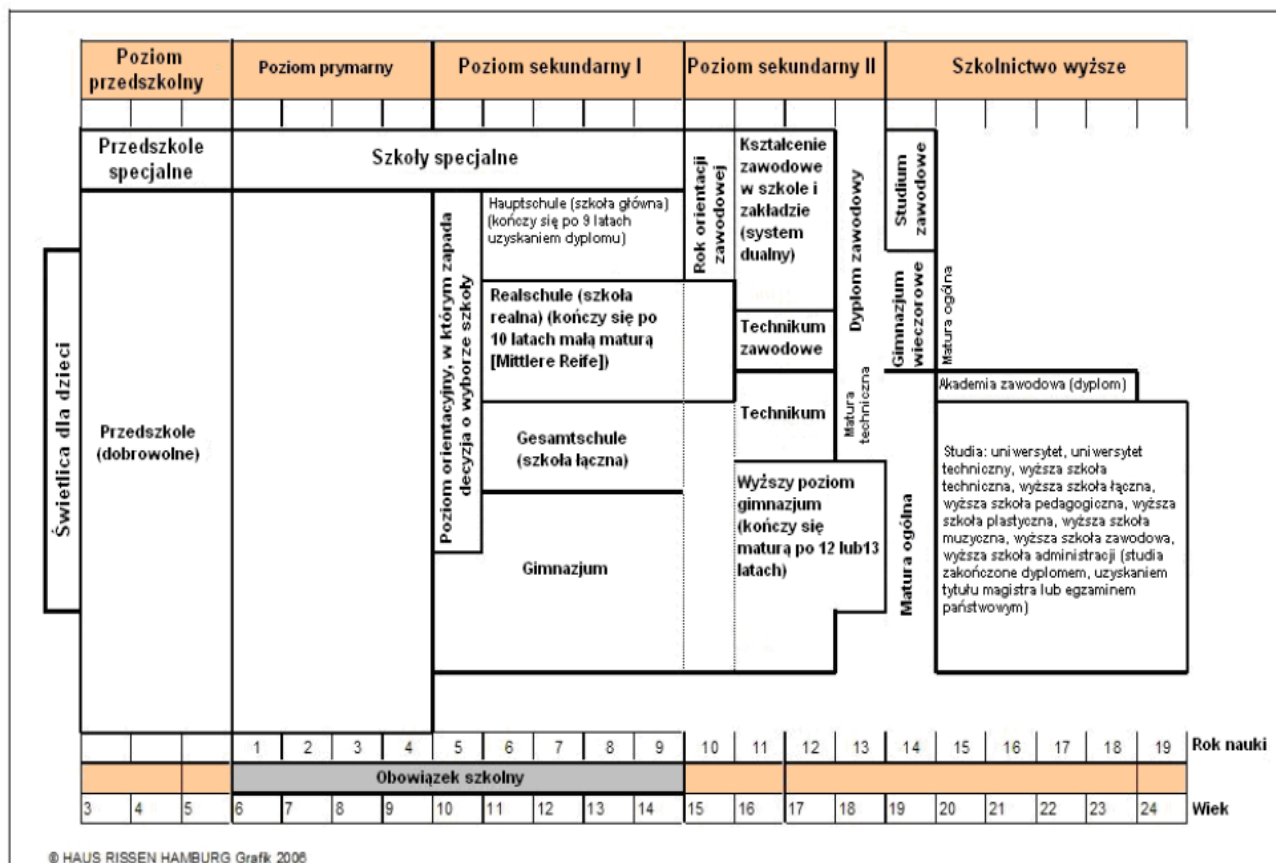 Poziom
przedszkolny
Poziom prymarny
Poziom sekundarny I
Poziom sekundarny II
Szkolnictwo wyższe
Przedszkole
specjalne
Szkoły specjalne
Świetlica dla dzieci
Przedszkole
(dobrowolne)
Poziom orientacyjny, w którym zapada
decyzja o wyborze szkoły
Hauptschule (szkoła główna)
(kończy się po 9 latach
uzyskaniem dyplomu)
Realschule (szkoła
realna) (kończy się po
10 latach małą maturą
[Mittlere Reife])
Gesamtschule
(szkoła łączna)
Gimnazjum
Rok orientacji
zawodowej
Kształcenie
zawodowe
w szkole i
zakładzie
(system
dualny)
Technikum
zawodowe
Technikum
Wyższy poziom
gimnazjum
(kończy się
maturą po 12 lub13
latach)
Dyplom zawodowy
Matura
techniczna
Studium
zawodowe
Gimnazjum
wieczorowe
Matura ogólna
Matura ogólna
Akademia zawodowa (dyplom)
Studia: uniwersytet, uniwersytet
techniczny, wyższa szkoła
techniczna, wyższa szkoła łączna,
wyższa szkoła pedagogiczna, wyższa
szkoła plastyczna, wyższa szkoła
muzyczna, wyższa szkoła zawodowa,
wyższa szkoła administracji (studia
zakończone dyplomem, uzyskaniem
tytułu magistra lub egzaminem
państwowym)
1 2 3 4 5 6 7 8 9 10 11 12 13 14 15 16 17 18 19 Rok nauki
Obowiązek szkolny
3 4 5 6 7 8 9 10 11 12 13 14 15 16 17 18 19 20 21 22 23 24 Wiek
© HAUS RISSEN HAMBURG Grafik 2006